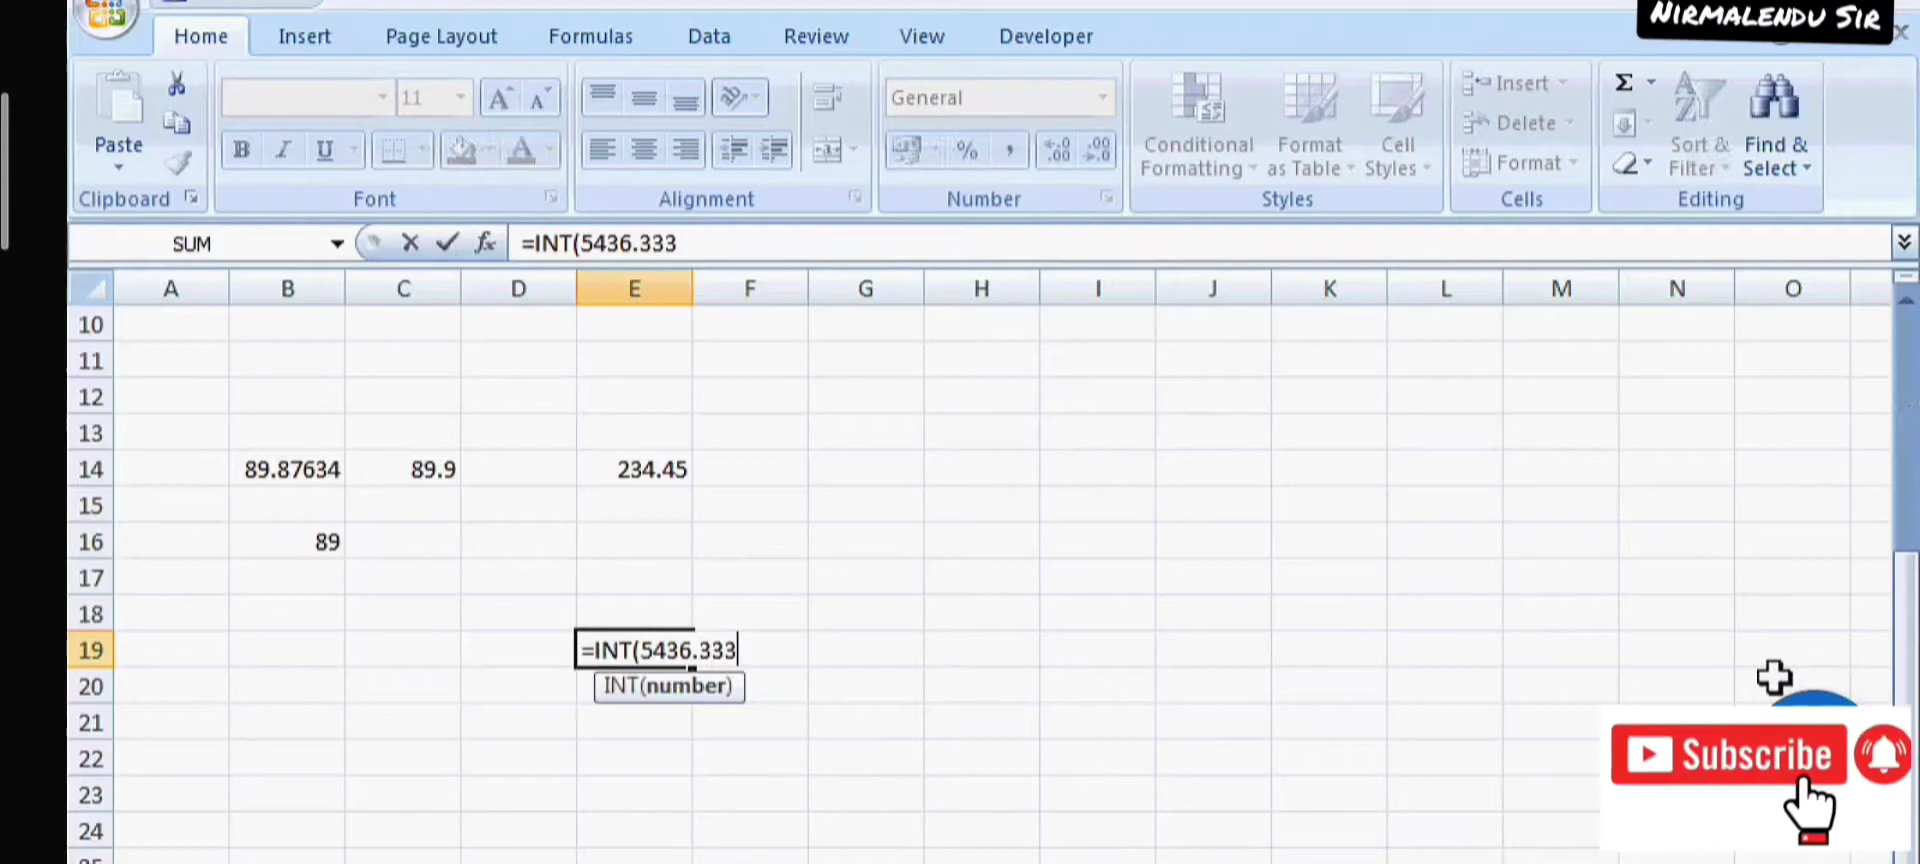 NIRMALENDU SIR
Home Insert Page Layout Formulas Data Review View Developer
11 General Insert
Delete
Format
Paste Conditional Formatting Format as Table Cell Styles Sort & Filter Find & Select
Clipboard Font Alignment Number Styles Cells Editing
SUM =INT(5436.333
A B C D E F G H I J K L M N O
10
11
12
13
14 89.87634 89.9 234.45
15
16 89
17
18
19 =INT(5436.333
20 INT(number)
21
22
23
24
Subscribe